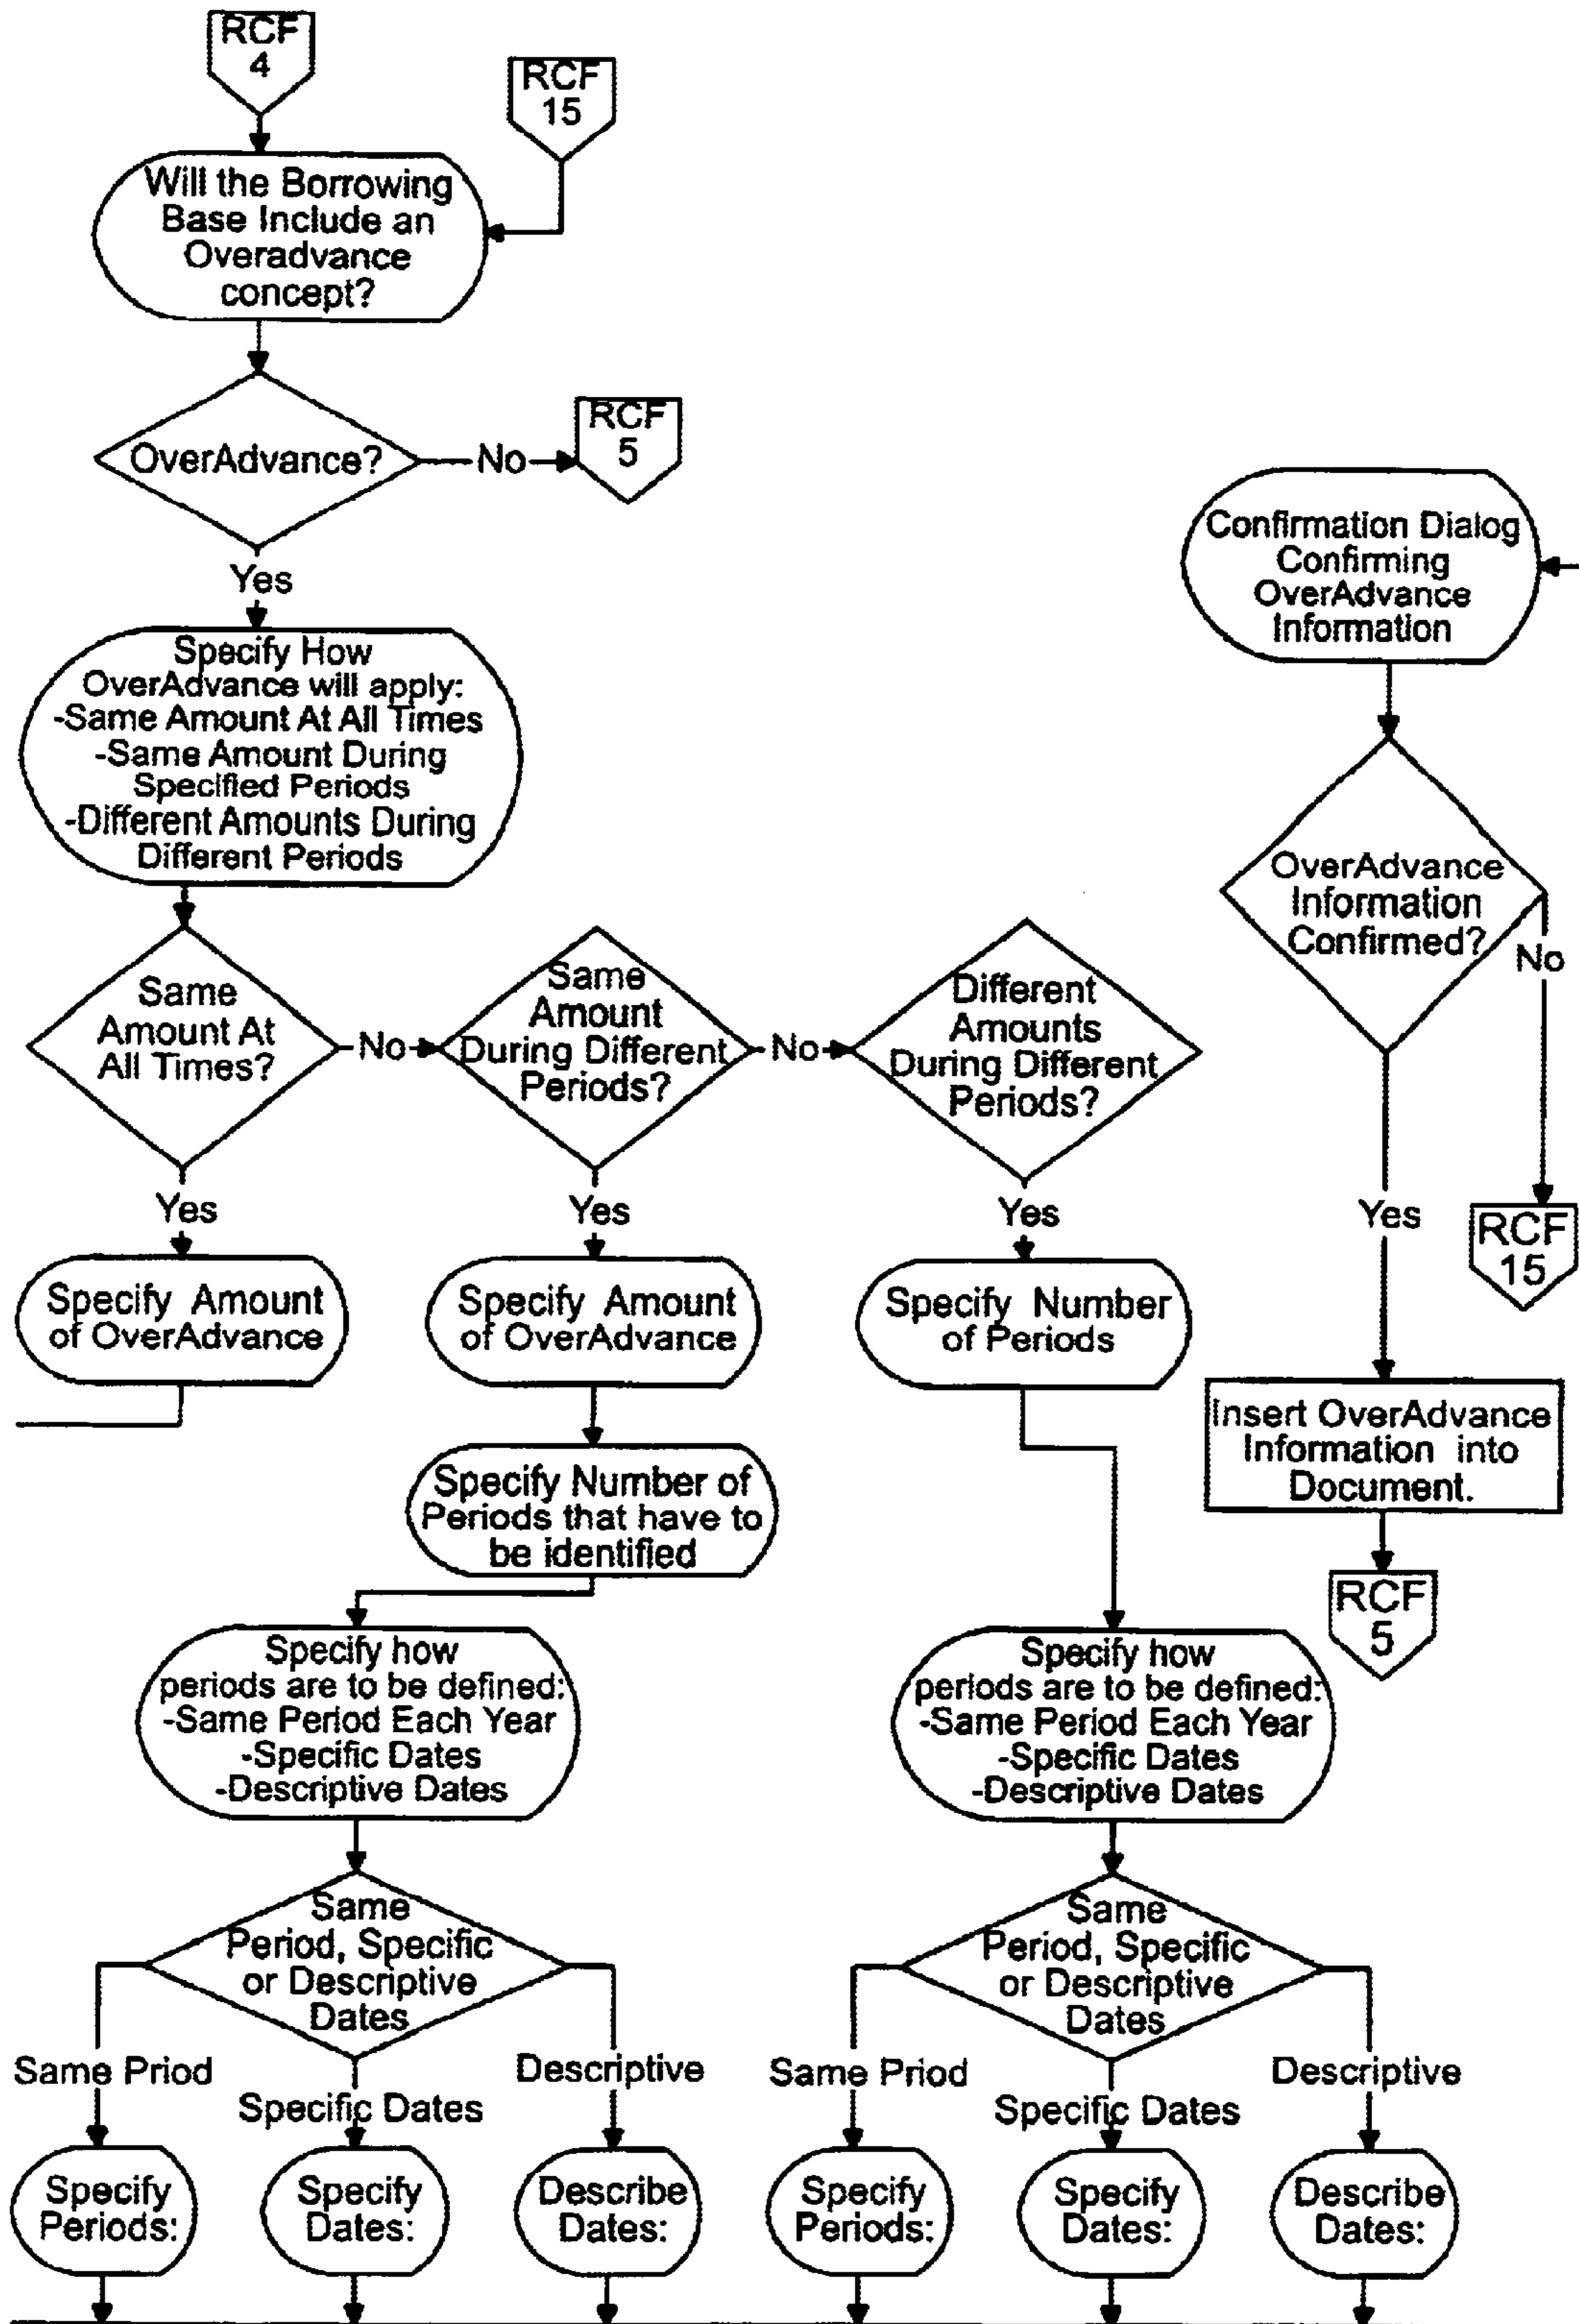 RCF
4
RCF
15
Will the Borrowing
Base Include an
Overadvance
concept?
OverAdvance?
No
RCF
5
Yes
Specify How
OverAdvance will apply:
-Same Amount At All Times
-Same Amount During
Specified Periods
-Different Amounts During
Different Periods
Same
Amount At
All Times?
No
Same
Amount
During Different
Periods?
No
Different
Amounts
During Different
Periods?
Yes
Yes
Yes
Specify Amount
of OverAdvance
Specify Amount
of OverAdvance
Specify Number
of Periods
Specify Number of
Periods that have to
be identified
Specify how
periods are to be defined:
-Same Period Each Year
-Specific Dates
-Descriptive Dates
Specify how
periods are to be defined:
-Same Period Each Year
-Specific Dates
-Descriptive Dates
Same
Period, Specific
or Descriptive
Dates
Same
Period, Specific
or Descriptive
Dates
Same Priod
Specific Dates
Descriptive
Same Priod
Specific Dates
Descriptive
Specify
Periods:
Specify
Dates:
Describe
Dates:
Specify
Periods:
Specify
Dates:
Describe
Dates:
Confirmation Dialog
Confirming
OverAdvance
Information
OverAdvance
Information
Confirmed?
No
Yes
RCF
15
Insert OverAdvance
Information into
Document.
RCF
5